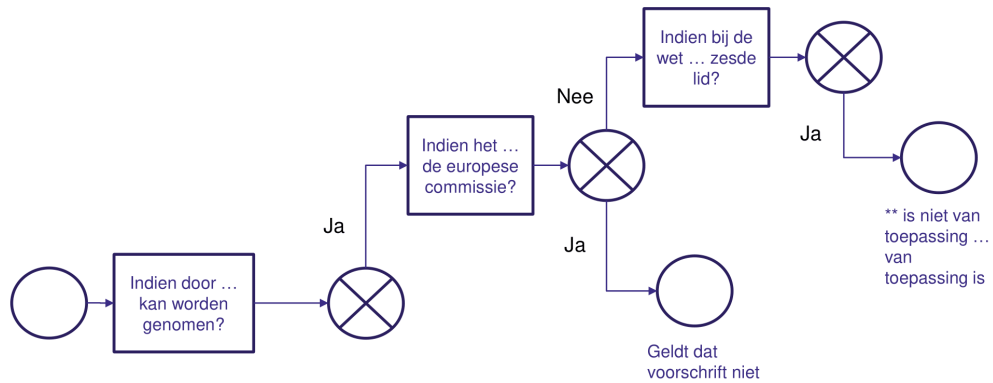 Indien door …
kan worden
genomen?
Ja
Indien het …
de europese
commissie?
Nee
Ja
Indien bij de
wet … zesde
lid?
Ja
Geldt dat
voorschrift niet
** is niet van
toepassing …
van
toepassing is